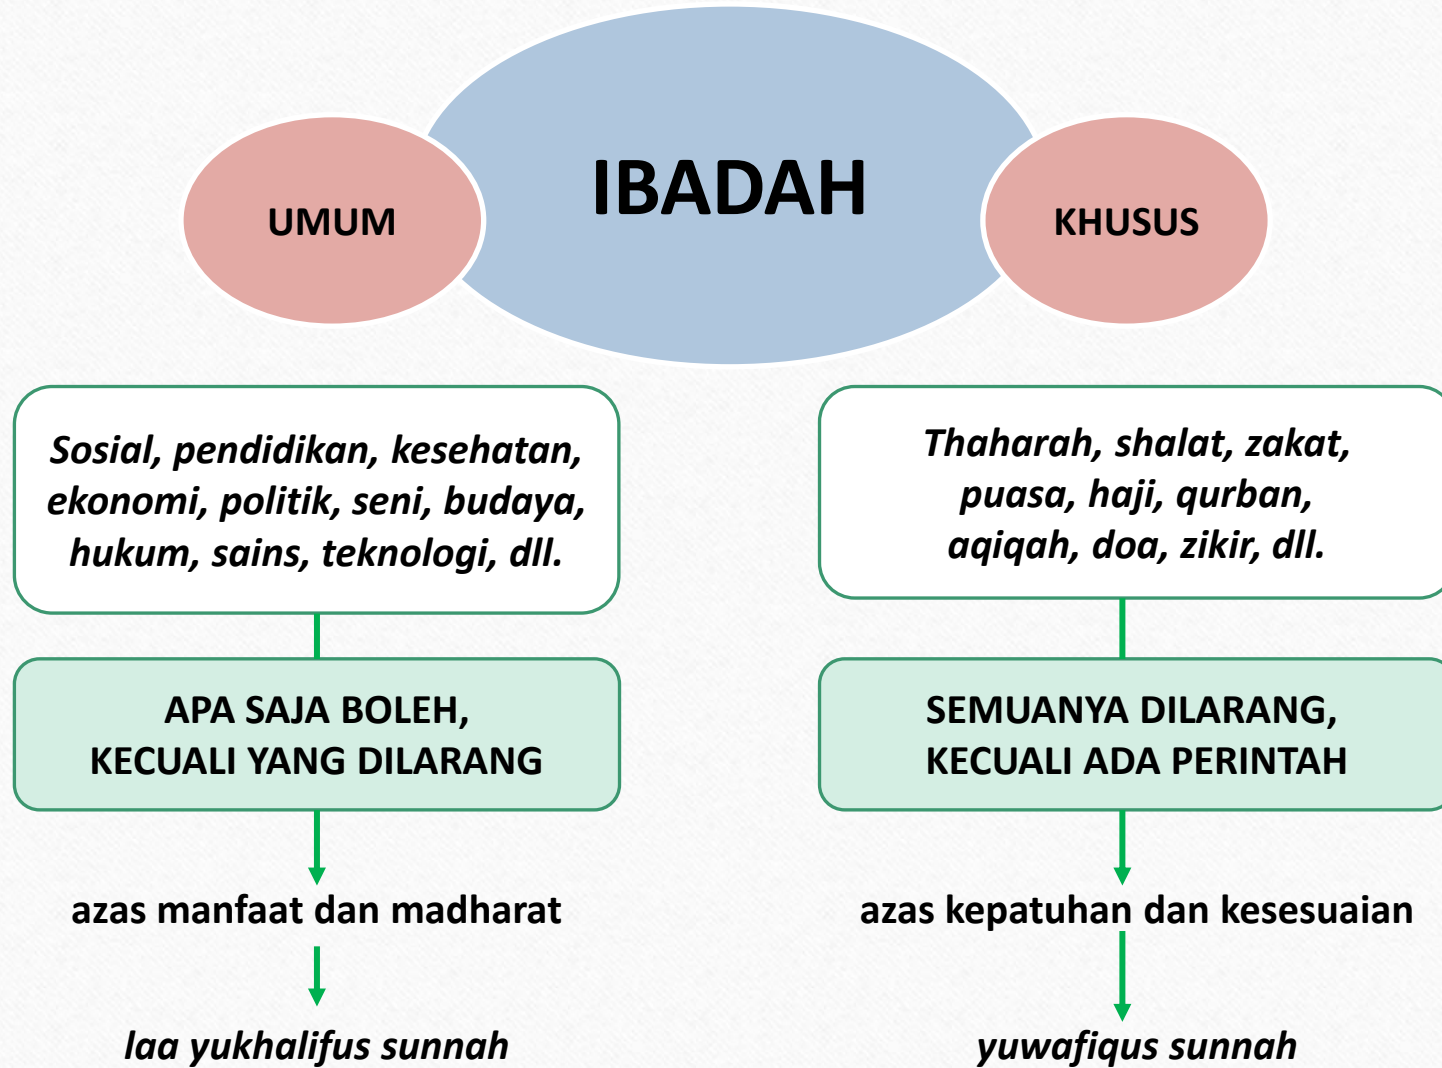 IBADAH
UMUM
KHUSUS
Sosial, pendidikan, kesehatan,
ekonomi, politik, seni, budaya,
hukum, sains, teknologi, dll.
APA SAJA BOLEH,
KECUALI YANG DILARANG
azas manfaat dan madharat
laa yukhalifus sunnah
Thaharah, shalat, zakat,
puasa, haji, qurban,
aqiqah, doa, zikir, dll.
SEMUANYA DILARANG,
KECUALI ADA PERINTAH
azas kepatuhan dan kesesuaian
yuwafiqus sunnah